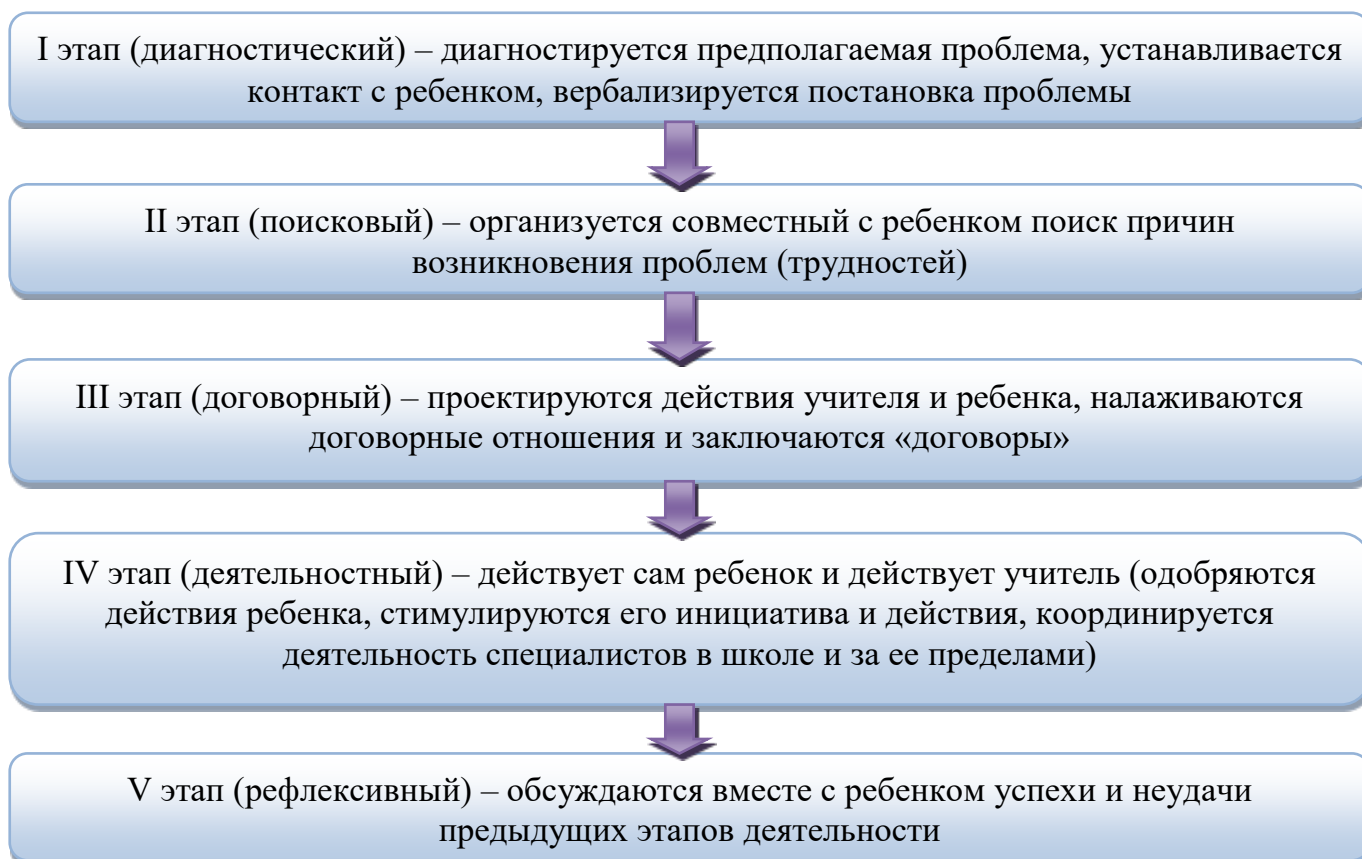 I этап (диагностический) – диагностируется предполагаемая проблема, устанавливается
контакт с ребенком, вербализируется постановка проблемы
II этап (поисковый) – организуется совместный с ребенком поиск причин
возникновения проблем (трудностей)
III этап (договорный) – проектируются действия учителя и ребенка, налаживаются
договорные отношения и заключаются «договоры»
IV этап (деятельностный) – действует сам ребенок и действует учитель (одобряются
действия ребенка, стимулируются его инициатива и действия, координируется
деятельность специалистов в школе и за ее пределами)
V этап (рефлексивный) – обсуждаются вместе с ребенком успехи и неудачи
предыдущих этапов деятельности